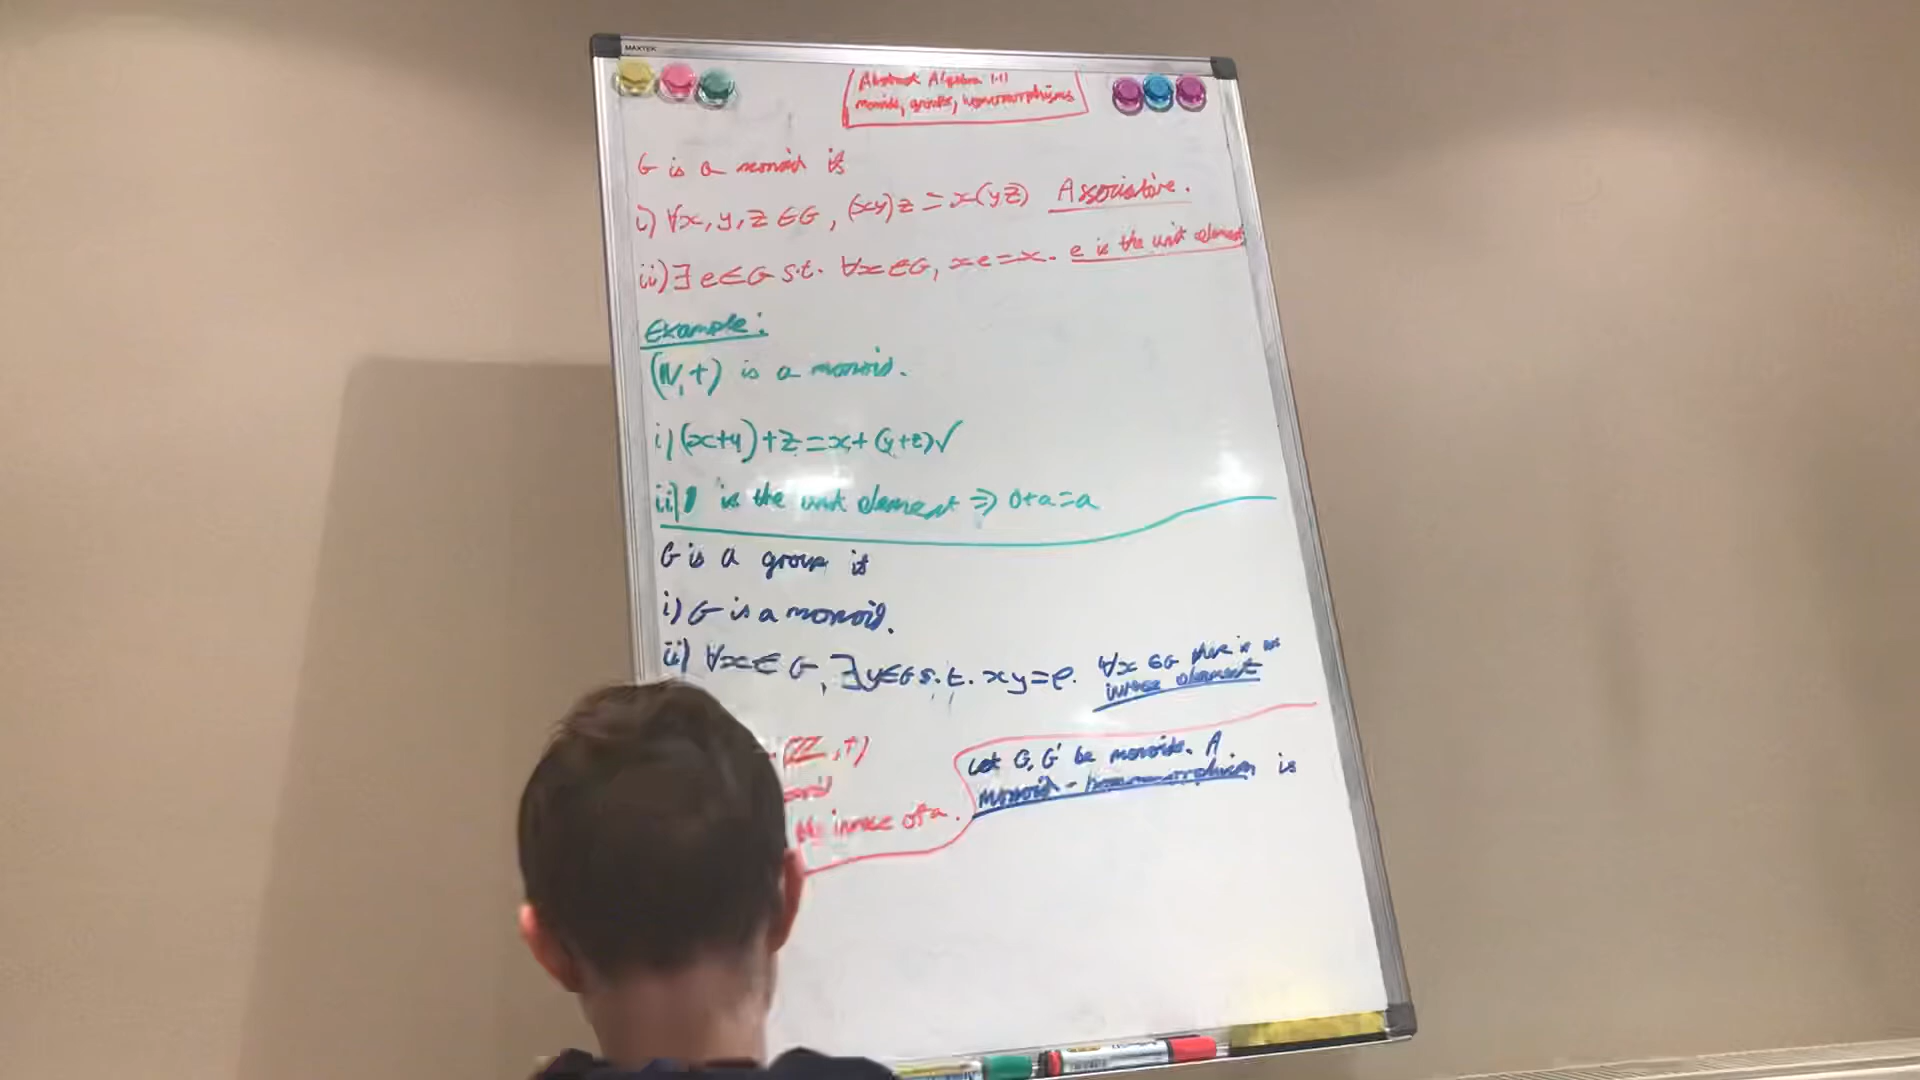 MAXTEK
Abstract Algebra 1.1
monoids, groups, homomorphisms
G is a monoid if
i) ∀x, y, z ∈ G, (xy)z = x(yz) Associative.
ii) ∃ e ∈ G s.t. ∀x ∈ G, xe = x. e is the unit element
Example:
(N, +) is a monoid.
i) (x+y)+z = x+(y+z) ✓
ii) is the unit element ⇒ 0+a=a
G is a group if
i) G is a monoid.
ii) ∀x ∈ G, ∃y ∈ G s.t. xy = e. ∀x ∈ G there is an
inverse element
(Z, +)
inverse of a.
Let G, G' be monoids. A
monoid-homomorphism is